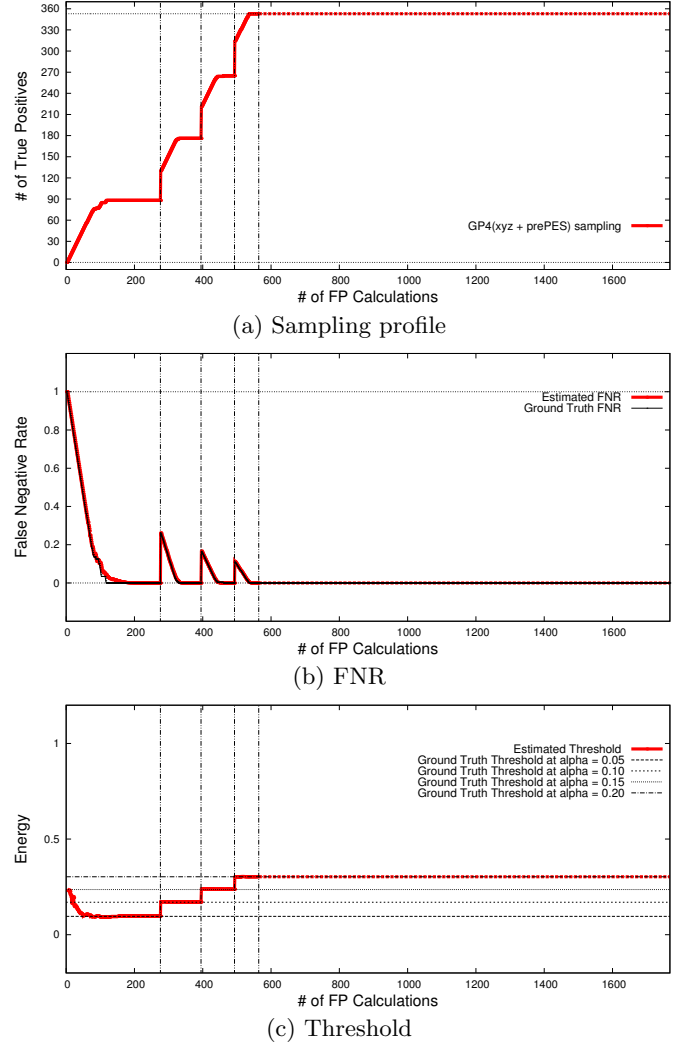 360
330
300
270
240
210
180
150
120
90
60
30
0
# of True Positives
GP4(xyz + prePES) sampling
0 200 400 600 800 1000 1200 1400 1600
# of FP Calculations
(a) Sampling profile
1
0.8
0.6
0.4
0.2
0
False Negative Rate
Estimated FNR
Ground Truth FNR
0 200 400 600 800 1000 1200 1400 1600
# of FP Calculations
(b) FNR
1
0.5
0
Energy
Estimated Threshold
Ground Truth Threshold at alpha = 0.05
Ground Truth Threshold at alpha = 0.10
Ground Truth Threshold at alpha = 0.15
Ground Truth Threshold at alpha = 0.20
0 200 400 600 800 1000 1200 1400 1600
# of FP Calculations
(c) Threshold